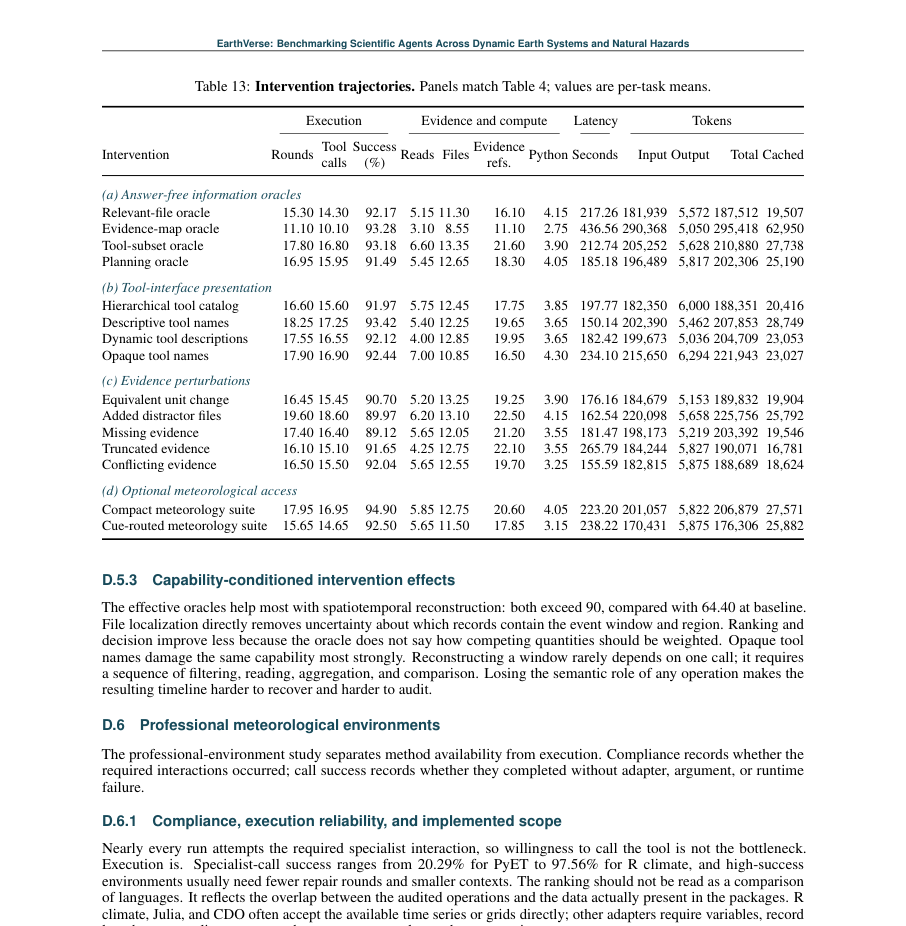 EarthVerse: Benchmarking Scientific Agents Across Dynamic Earth Systems and Natural Hazards
Table 13: Intervention trajectories. Panels match Table 4; values are per-task means.
Execution Evidence and compute Latency Tokens
Intervention Rounds Tool calls Success (%) Reads Files Evidence refs. Python Seconds Input Output Total Cached
(a) Answer-free information oracles
Relevant-file oracle 15.30 14.30 92.17 5.15 11.30 16.10 4.15 217.26 181,939 5,572 187,512 19,507
Evidence-map oracle 11.10 10.10 93.28 3.10 8.55 11.10 2.75 436.56 290,368 5,050 295,418 62,950
Tool-subset oracle 17.80 16.80 93.18 6.60 13.35 21.60 3.90 212.74 205,252 5,628 210,880 27,738
Planning oracle 16.95 15.95 91.49 5.45 12.65 18.30 4.05 185.18 196,489 5,817 202,306 25,190
(b) Tool-interface presentation
Hierarchical tool catalog 16.60 15.60 91.97 5.75 12.45 17.75 3.85 197.77 182,350 6,000 188,351 20,416
Descriptive tool names 18.25 17.25 93.42 5.40 12.25 19.65 3.65 150.14 202,390 5,462 207,853 28,749
Dynamic tool descriptions 17.55 16.55 92.12 4.00 12.85 19.95 3.65 182.42 199,673 5,036 204,709 23,053
Opaque tool names 17.90 16.90 92.44 7.00 10.85 16.50 4.30 234.10 215,650 6,294 221,943 23,027
(c) Evidence perturbations
Equivalent unit change 16.45 15.45 90.70 5.20 13.25 19.25 3.90 176.16 184,679 5,153 189,832 19,904
Added distractor files 19.60 18.60 89.97 6.20 13.10 22.50 4.15 162.54 220,098 5,658 225,756 25,792
Missing evidence 17.40 16.40 89.12 5.65 12.05 21.20 3.55 181.47 198,173 5,219 203,392 19,546
Truncated evidence 16.10 15.10 91.65 4.25 12.75 22.10 3.55 265.79 184,244 5,827 190,071 16,781
Conflicting evidence 16.50 15.50 92.04 5.65 12.55 19.70 3.25 155.59 182,815 5,875 188,689 18,624
(d) Optional meteorological access
Compact meteorology suite 17.95 16.95 94.90 5.85 12.75 20.60 4.05 223.20 201,057 5,822 206,879 27,571
Cue-routed meteorology suite 15.65 14.65 92.50 5.65 11.50 17.85 3.15 238.22 170,431 5,875 176,306 25,882
D.5.3 Capability-conditioned intervention effects
The effective oracles help most with spatiotemporal reconstruction: both exceed 90, compared with 64.40 at baseline.
File localization directly removes uncertainty about which records contain the event window and region. Ranking and
decision improve less because the oracle does not say how competing quantities should be weighted. Opaque tool
names damage the same capability most strongly. Reconstructing a window rarely depends on one call; it requires
a sequence of filtering, reading, aggregation, and comparison. Losing the semantic role of any operation makes the
resulting timeline harder to recover and harder to audit.
D.6 Professional meteorological environments
The professional-environment study separates method availability from execution. Compliance records whether the
required interactions occurred; call success records whether they completed without adapter, argument, or runtime
failure.
D.6.1 Compliance, execution reliability, and implemented scope
Nearly every run attempts the required specialist interaction, so willingness to call the tool is not the bottleneck.
Execution is. Specialist-call success ranges from 20.29% for PyET to 97.56% for R climate, and high-success
environments usually need fewer repair rounds and smaller contexts. The ranking should not be read as a comparison
of languages. It reflects the overlap between the audited operations and the data actually present in the packages. R
climate, Julia, and CDO often accept the available time series or grids directly; other adapters require variables, record